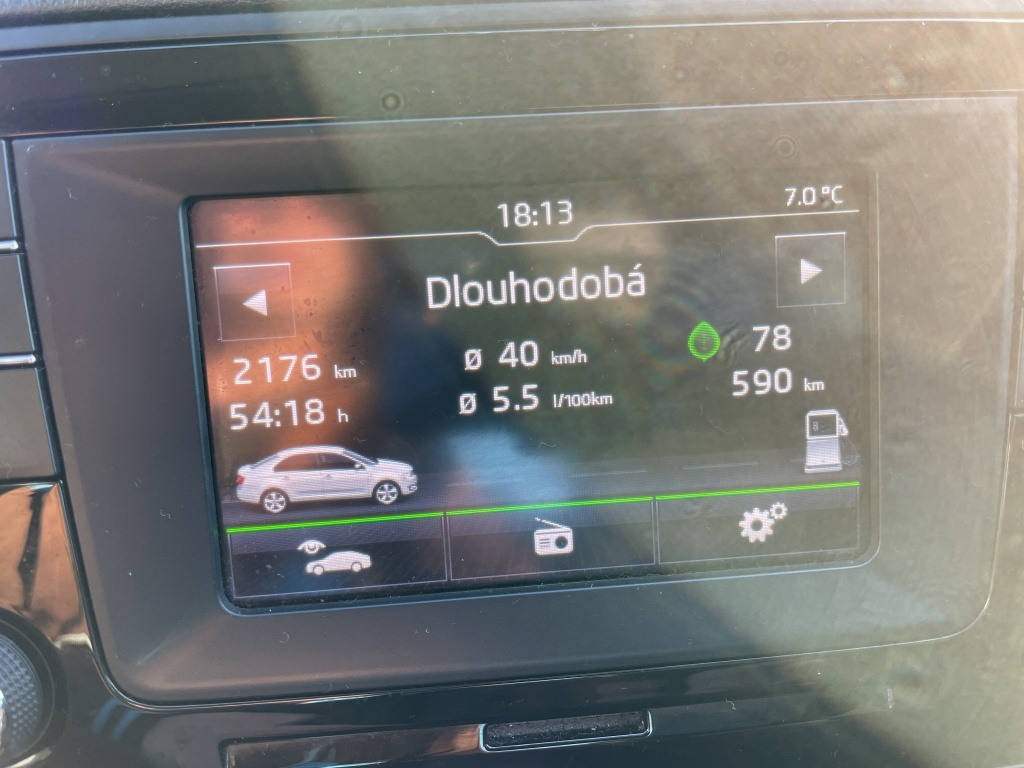 18:13
7.0 °C
Dlouhodobá
2176 km
Ø 40 km/h
78
54:18 h
Ø 5.5 l/100km
590 km